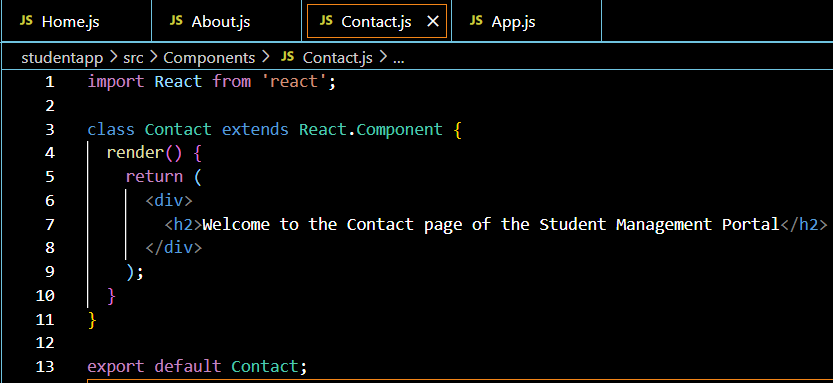 JS Home.js JS About.js JS Contact.js × JS App.js
studentapp > src > Components > JS Contact.js > ...
1 import React from 'react';
2
3 class Contact extends React.Component {
4   render() {
5     return (
6       <div>
7         <h2>Welcome to the Contact page of the Student Management Portal</h2>
8       </div>
9     );
10   }
11 }
12
13 export default Contact;